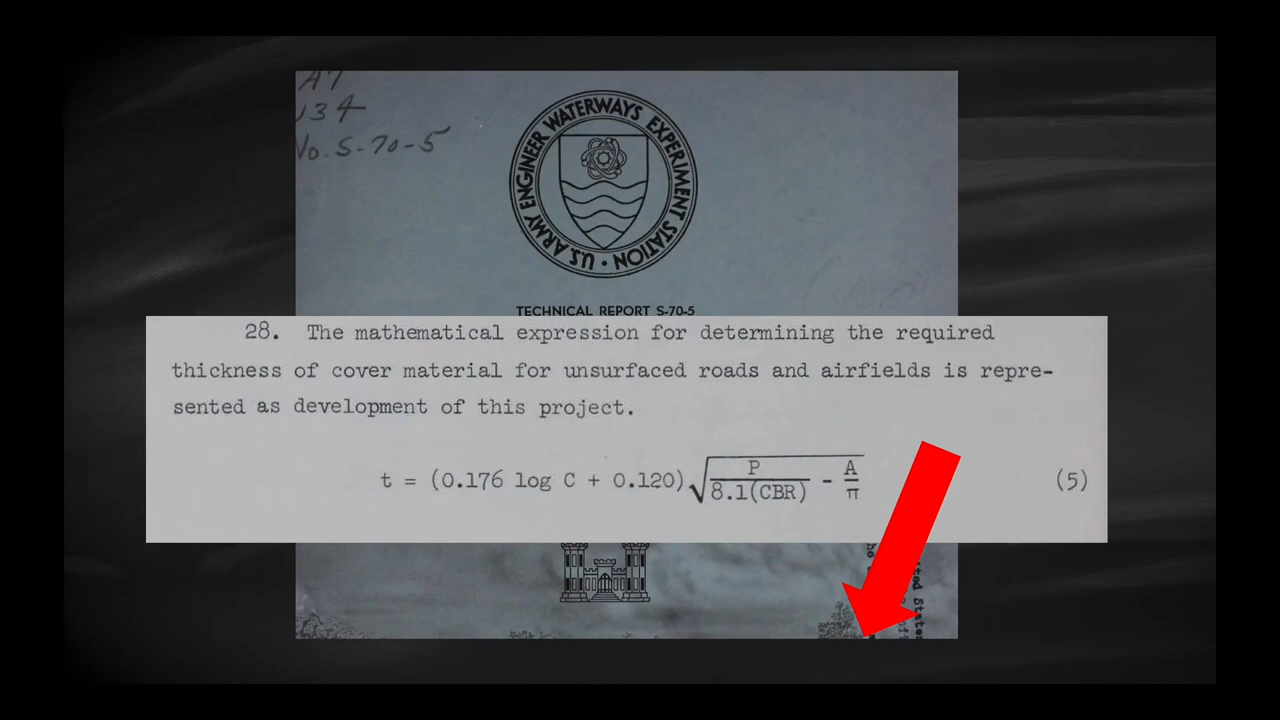 A7
J34
No. S-70-5
U.S. ARMY ENGINEER WATERWAYS EXPERIMENT STATION
TECHNICAL REPORT S-70-5
28. The mathematical expression for determining the required
thickness of cover material for unsurfaced roads and airfields is repre-
sented as development of this project.
t = (0.176 log C + 0.120) √(P / 8.1(CBR) - A / π) (5)